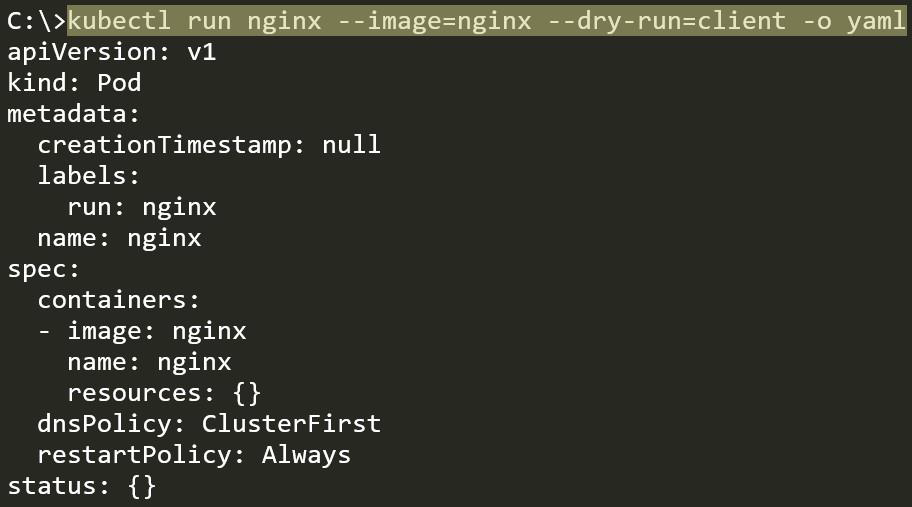 C:\>kubectl run nginx --image=nginx --dry-run=client -o yaml
apiVersion: v1
kind: Pod
metadata:
  creationTimestamp: null
  labels:
    run: nginx
  name: nginx
spec:
  containers:
  - image: nginx
    name: nginx
    resources: {}
  dnsPolicy: ClusterFirst
  restartPolicy: Always
status: {}